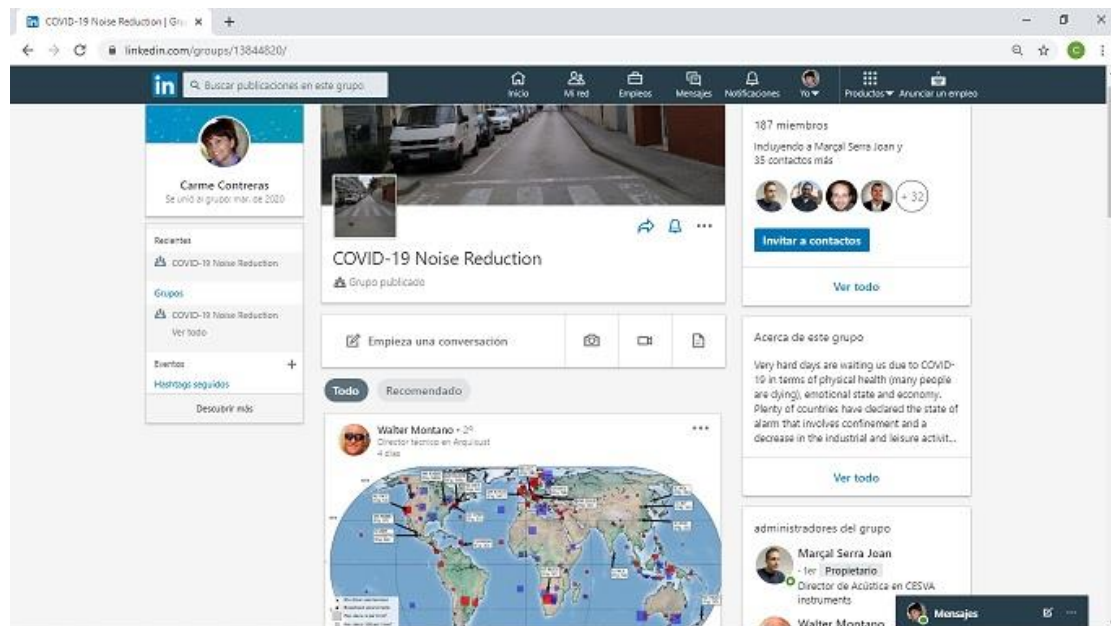 COVID-19 Noise Reduction | Gru
linkedin.com/groups/13844820/
in
Buscar publicaciones en este grupo
Inicio
Mi red
Empleos
Mensajes
Notificaciones
Yo
Productos
Anunciar un empleo
Carme Contreras
Se unió al grupo: mar. de 2020
Recientes
COVID-19 Noise Reduction
Grupos
COVID-19 Noise Reduction
Ver todo
Eventos
Hashtags seguidos
Descubrir más
COVID-19 Noise Reduction
Grupo publicado
Empieza una conversación
Todo
Recomendado
Walter Montano • 2º
Director técnico en Arquicust
4 días
187 miembros
Incluyendo a Marçal Serra Joan y
35 contactos más
+ 32
Invitar a contactos
Ver todo
Acerca de este grupo
Very hard days are waiting us due to COVID-
19 in terms of physical health (many people
are dying), emotional state and economy.
Plenty of countries have declared the state of
alarm that involves confinement and a
decrease in the industrial and leisure activit...
Ver todo
administradores del grupo
Marçal Serra Joan
• 1er Propietario
Director de Acústica en CESVA
instruments
Walter Montano
Mensajes